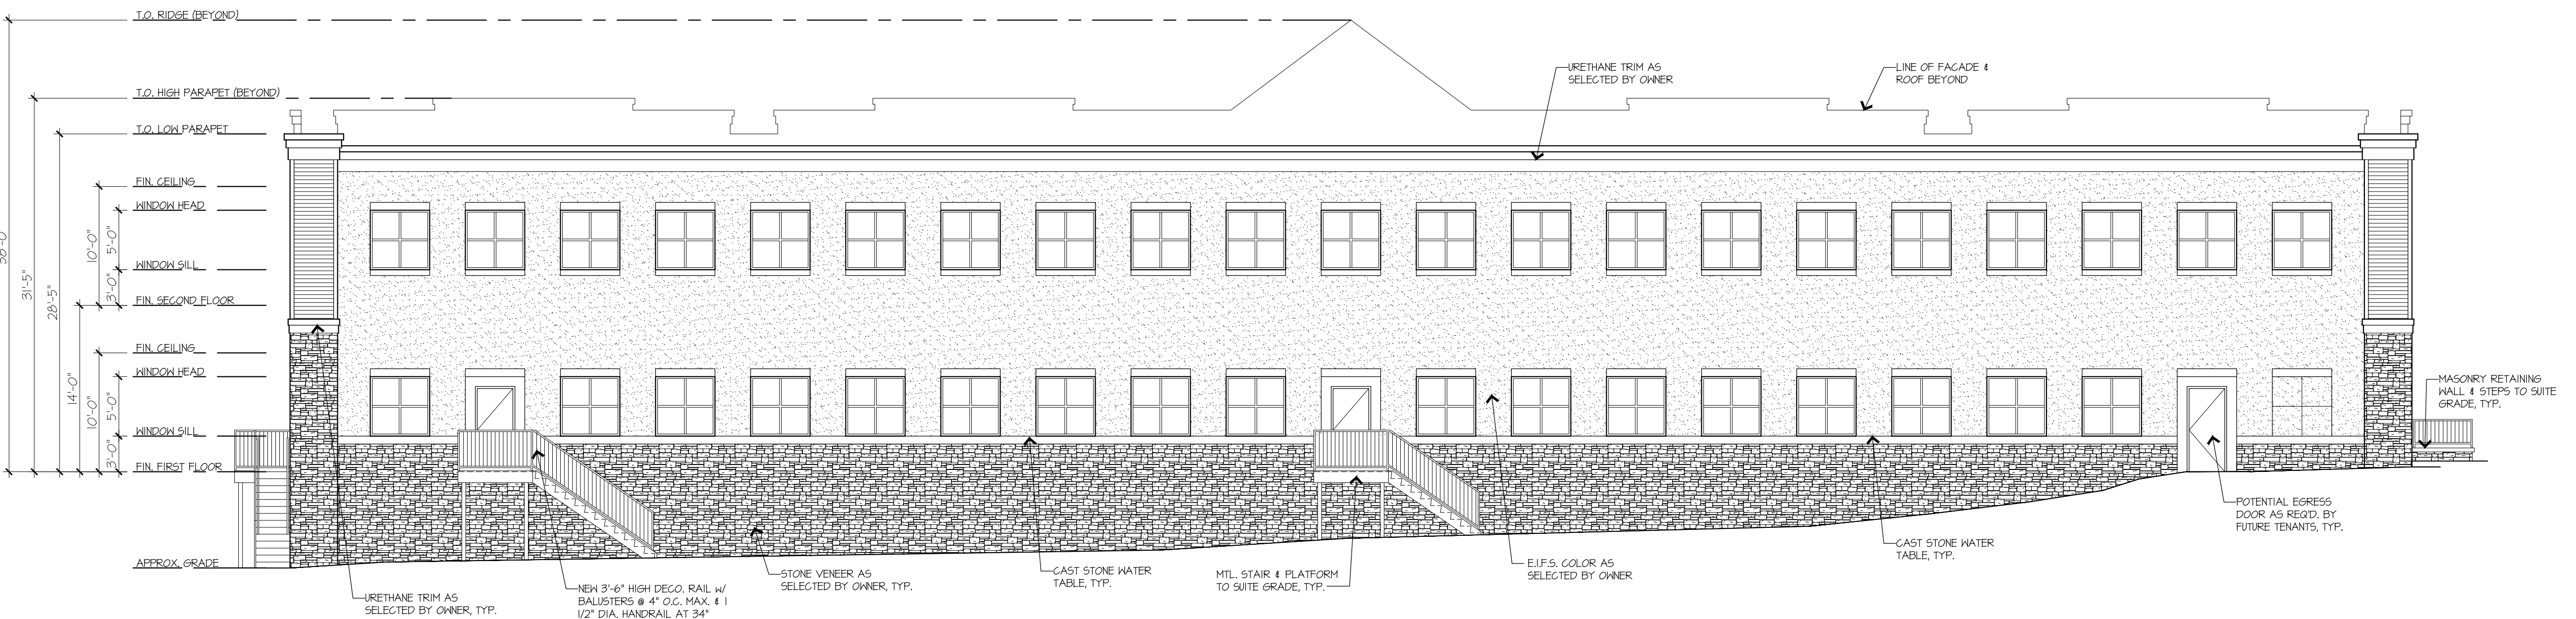 T.O. RIDGE (BEYOND)
T.O. HIGH PARAPET (BEYOND)
T.O. LOW PARAPET
FIN. CEILING
WINDOW HEAD
WINDOW SILL
FIN. SECOND FLOOR
FIN. CEILING
WINDOW HEAD
WINDOW SILL
FIN. FIRST FLOOR
APPROX. GRADE
31'-5"
28'-5"
14'-0"
10'-0"
5'-0"
3'-0"
10'-0"
5'-0"
3'-0"
URETHANE TRIM AS
SELECTED BY OWNER
LINE OF FACADE &
ROOF BEYOND
MASONRY RETAINING
WALL & STEPS TO SUITE
GRADE, TYP.
POTENTIAL EGRESS
DOOR AS REQD. BY
FUTURE TENANTS, TYP.
CAST STONE WATER
TABLE, TYP.
E.I.F.S. COLOR AS
SELECTED BY OWNER
MTL. STAIR & PLATFORM
TO SUITE GRADE, TYP.
CAST STONE WATER
TABLE, TYP.
STONE VENEER AS
SELECTED BY OWNER, TYP.
NEW 3'-6" HIGH DECO. RAIL W/
BALUSTERS @ 4" O.C. MAX. & 1
1/2" DIA. HANDRAIL AT 34"
URETHANE TRIM AS
SELECTED BY OWNER, TYP.